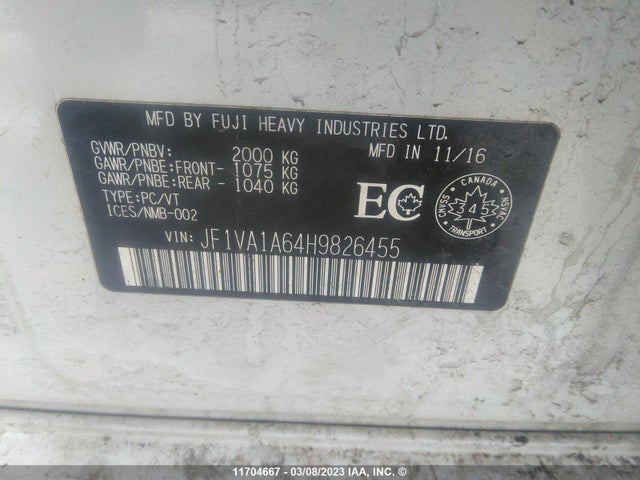 MFD BY FUJI HEAVY INDUSTRIES LTD.
GVWR/PNBV: 2000 KG MFD IN 11/16
GAWR/PNBE:FRONT- 1075 KG
GAWR/PNBE:REAR - 1040 KG
TYPE:PC/VT
ICES/NMB-002
EC
CANADA
CMVSS 345 NSVAC
TRANSPORT
VIN: JF1VA1A64H9826455
11704667 - 03/08/2023 IAA, INC. ©